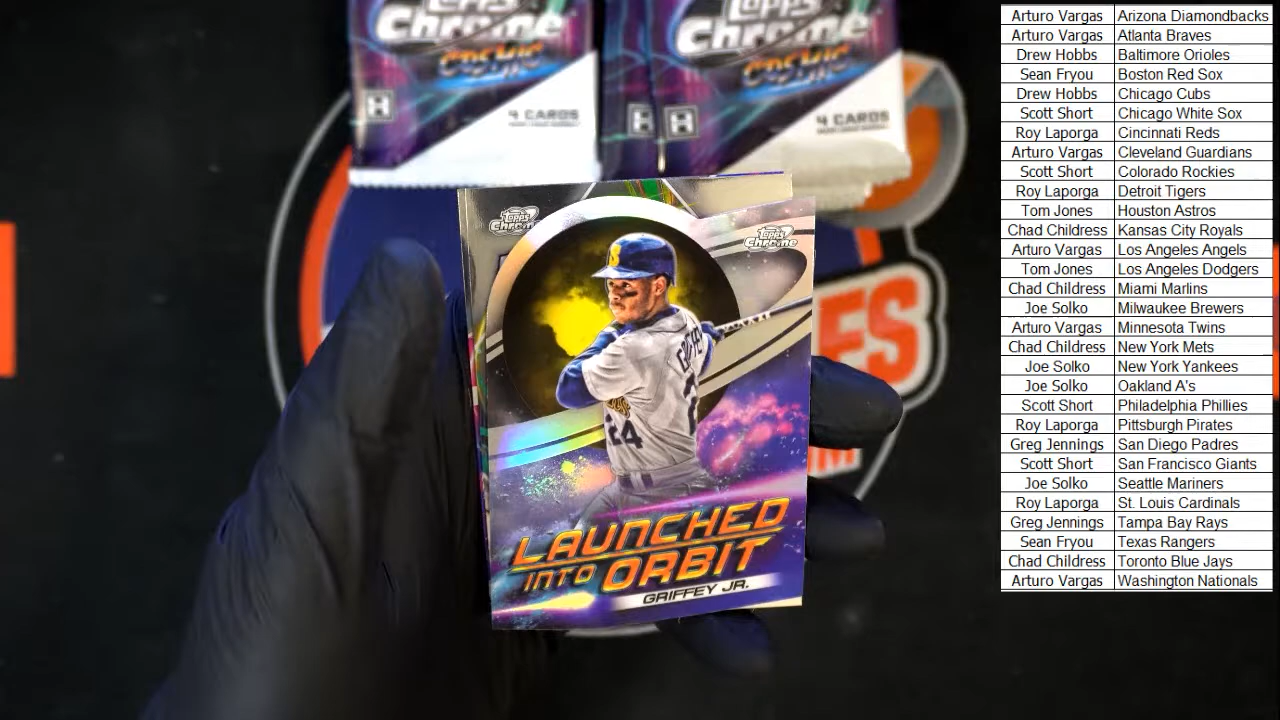 Topps
Chrome
COSMIC
H
4 CARDS
Topps
Chrome
COSMIC
H
H
4 CARDS
Topps
Chrome
Topps
Chrome
S
GRIFFEY
24
LAUNCHED
INTO ORBIT
GRIFFEY JR.
ES
Arturo Vargas Arizona Diamondbacks
Arturo Vargas Atlanta Braves
Drew Hobbs Baltimore Orioles
Sean Fryou Boston Red Sox
Drew Hobbs Chicago Cubs
Scott Short Chicago White Sox
Roy Laporga Cincinnati Reds
Arturo Vargas Cleveland Guardians
Scott Short Colorado Rockies
Roy Laporga Detroit Tigers
Tom Jones Houston Astros
Chad Childress Kansas City Royals
Arturo Vargas Los Angeles Angels
Tom Jones Los Angeles Dodgers
Chad Childress Miami Marlins
Joe Solko Milwaukee Brewers
Arturo Vargas Minnesota Twins
Chad Childress New York Mets
Joe Solko New York Yankees
Joe Solko Oakland A's
Scott Short Philadelphia Phillies
Roy Laporga Pittsburgh Pirates
Greg Jennings San Diego Padres
Scott Short San Francisco Giants
Joe Solko Seattle Mariners
Roy Laporga St. Louis Cardinals
Greg Jennings Tampa Bay Rays
Sean Fryou Texas Rangers
Chad Childress Toronto Blue Jays
Arturo Vargas Washington Nationals